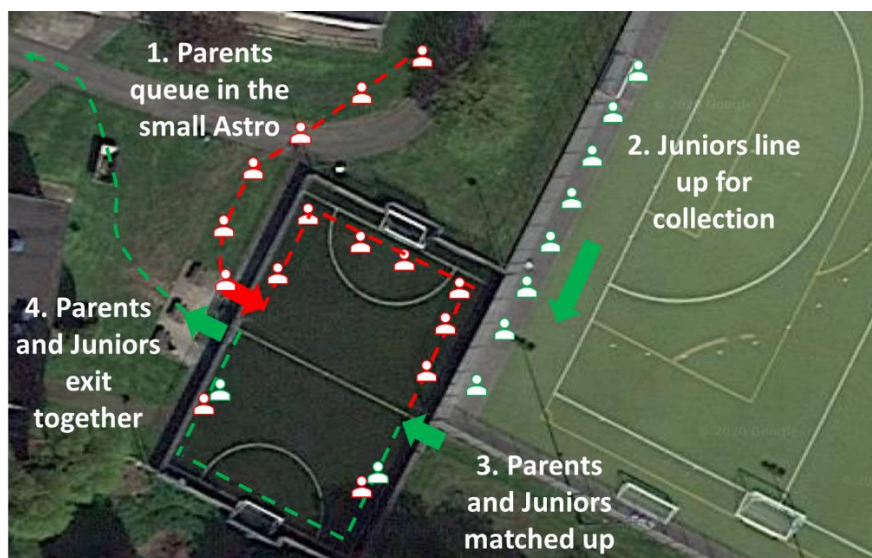 1. Parents
queue in the
small Astro
2. Juniors line
up for
collection
3. Parents
and Juniors
matched up
4. Parents
and Juniors
exit
together